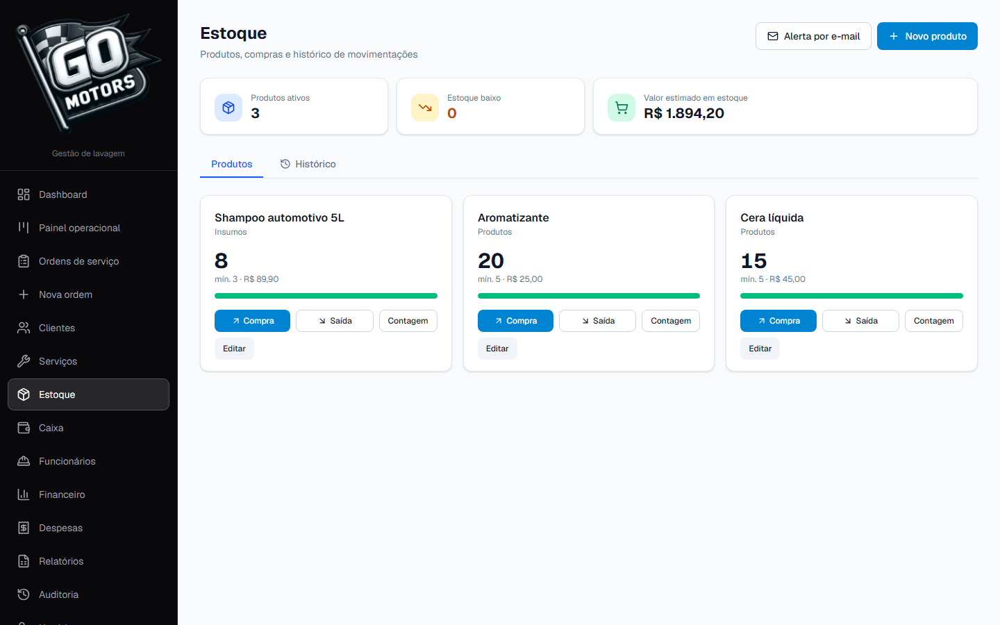 GO
MOTORS
Gestão de lavagem
Dashboard
Painel operacional
Ordens de serviço
Nova ordem
Clientes
Serviços
Estoque
Caixa
Funcionários
Financeiro
Despesas
Relatórios
Auditoria
Estoque
Produtos, compras e histórico de movimentações
Alerta por e-mail
Novo produto
Produtos ativos
3
Estoque baixo
0
Valor estimado em estoque
R$ 1.894,20
Produtos
Histórico
Shampoo automotivo 5L
Insumos
8
mín. 3 · R$ 89,90
Compra
Saída
Contagem
Editar
Aromatizante
Produtos
20
mín. 5 · R$ 25,00
Compra
Saída
Contagem
Editar
Cera líquida
Produtos
15
mín. 5 · R$ 45,00
Compra
Saída
Contagem
Editar